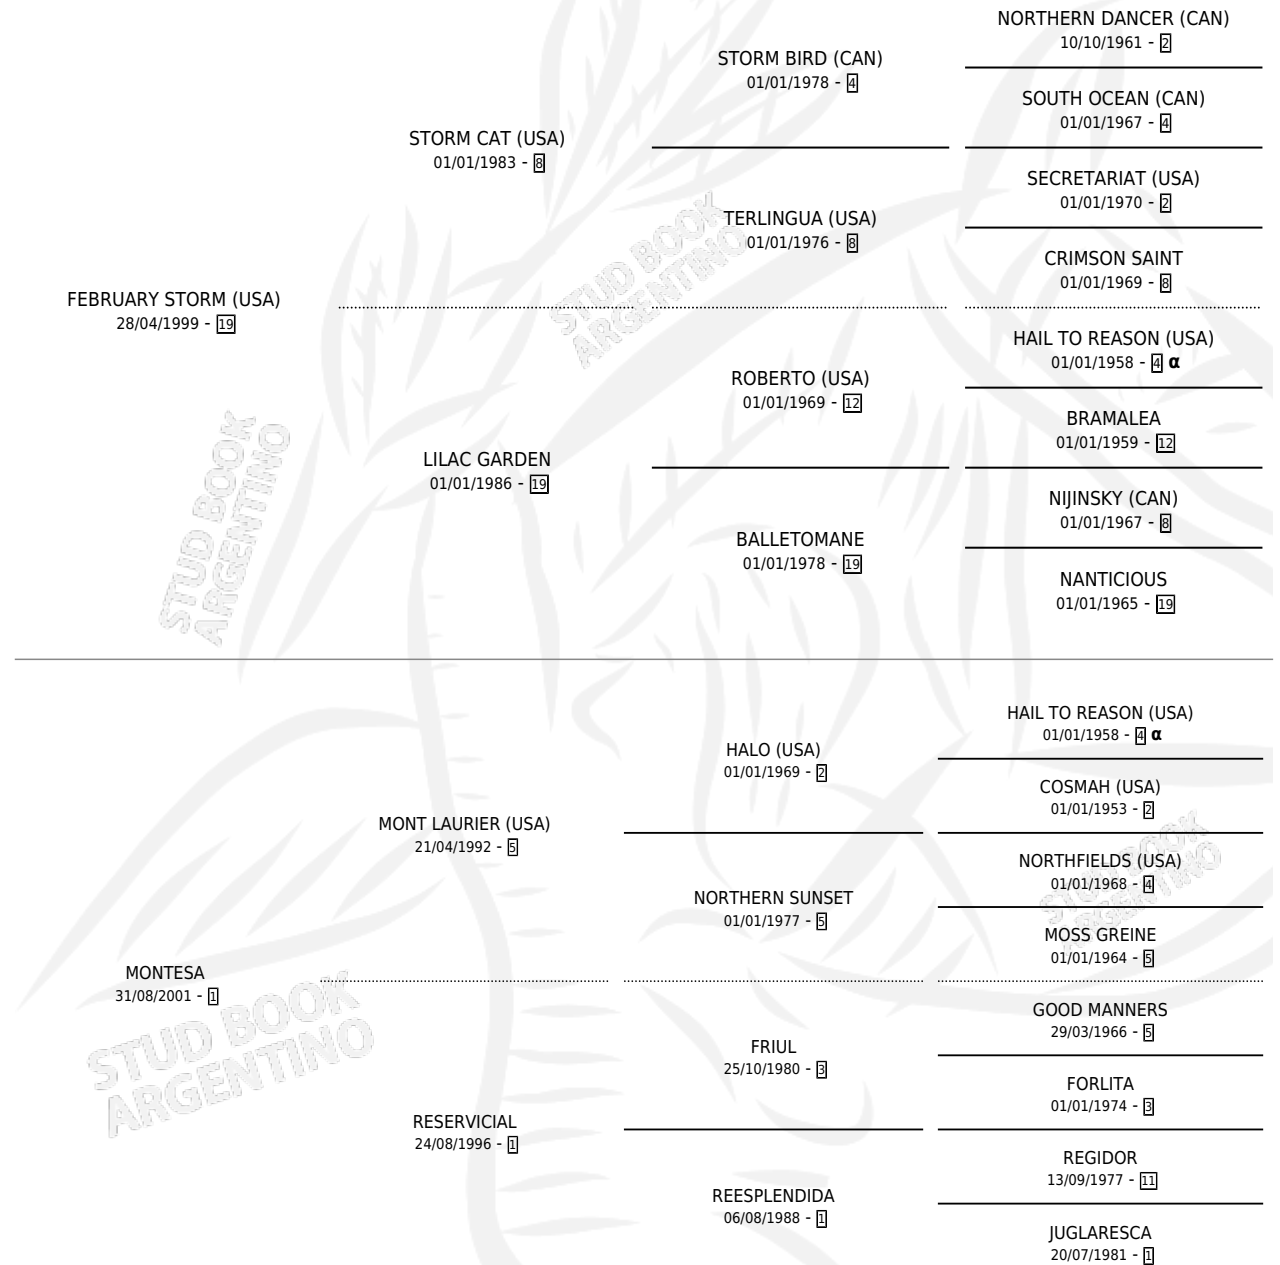 NORTHERN DANCER (CAN)
10/10/1961 - 2
STORM BIRD (CAN)
01/01/1978 - 4
SOUTH OCEAN (CAN)
01/01/1967 - 4
STORM CAT (USA)
01/01/1983 - 8
SECRETARIAT (USA)
01/01/1970 - 2
TERLINGUA (USA)
01/01/1976 - 8
CRIMSON SAINT
01/01/1969 - 8
FEBRUARY STORM (USA)
28/04/1999 - 19
HAIL TO REASON (USA)
01/01/1958 - 4 α
ROBERTO (USA)
01/01/1969 - 12
BRAMALEA
01/01/1959 - 12
LILAC GARDEN
01/01/1986 - 19
NIJINSKY (CAN)
01/01/1967 - 8
BALLETOMANE
01/01/1978 - 19
NANTICIOUS
01/01/1965 - 19
HAIL TO REASON (USA)
01/01/1958 - 4 α
HALO (USA)
01/01/1969 - 2
COSMAH (USA)
01/01/1953 - 2
MONT LAURIER (USA)
21/04/1992 - 5
NORTHFIELDS (USA)
01/01/1968 - 4
NORTHERN SUNSET
01/01/1977 - 5
MOSS GREINE
01/01/1964 - 5
MONTESA
31/08/2001 - 1
GOOD MANNERS
29/03/1966 - 5
FRIUL
25/10/1980 - 3
FORLITA
01/01/1974 - 3
RESERVICIAL
24/08/1996 - 1
REGIDOR
13/09/1977 - 11
REESPLENDIDA
06/08/1988 - 1
JUGLARESCA
20/07/1981 - 1
STUD BOOK
ARGENTINO
STUD BOOK
ARGENTINO
STUD BOOK
ARGENTINO
STUD BOOK
ARGENTINO